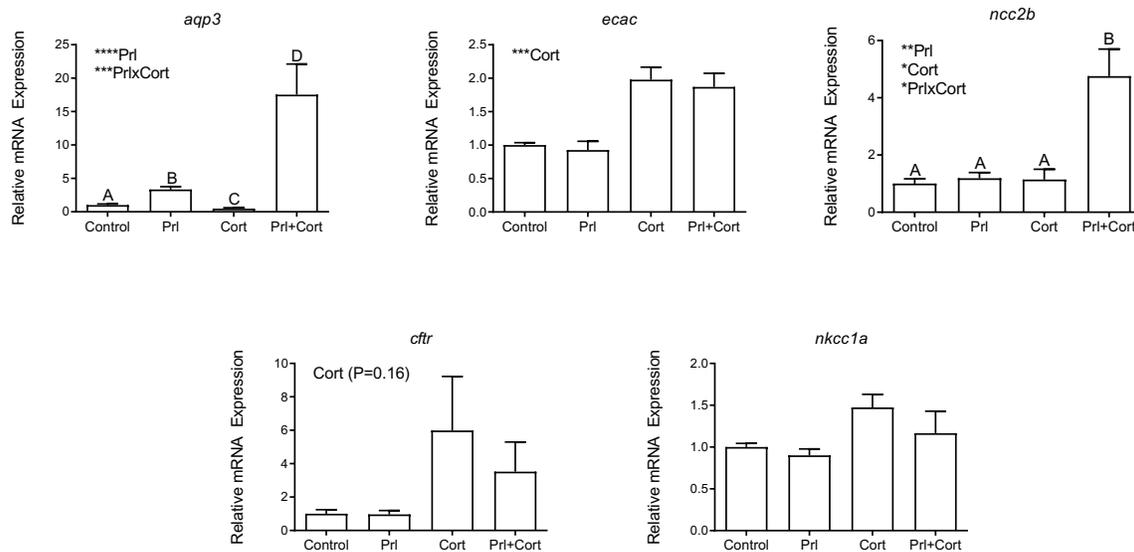 aqp3
Relative mRNA Expression
25
20
15
10
5
0
****Prl
***PrlxCort
A
B
C
D
Control Prl Cort Prl+Cort
ecac
Relative mRNA Expression
2.5
2.0
1.5
1.0
0.5
0.0
***Cort
Control Prl Cort Prl+Cort
ncc2b
Relative mRNA Expression
6
4
2
0
**Prl
*Cort
*PrlxCort
A
A
A
B
Control Prl Cort Prl+Cort
cftr
Relative mRNA Expression
10
8
6
4
2
0
Cort (P=0.16)
Control Prl Cort Prl+Cort
nkcc1a
Relative mRNA Expression
2.0
1.5
1.0
0.5
0.0
Control Prl Cort Prl+Cort